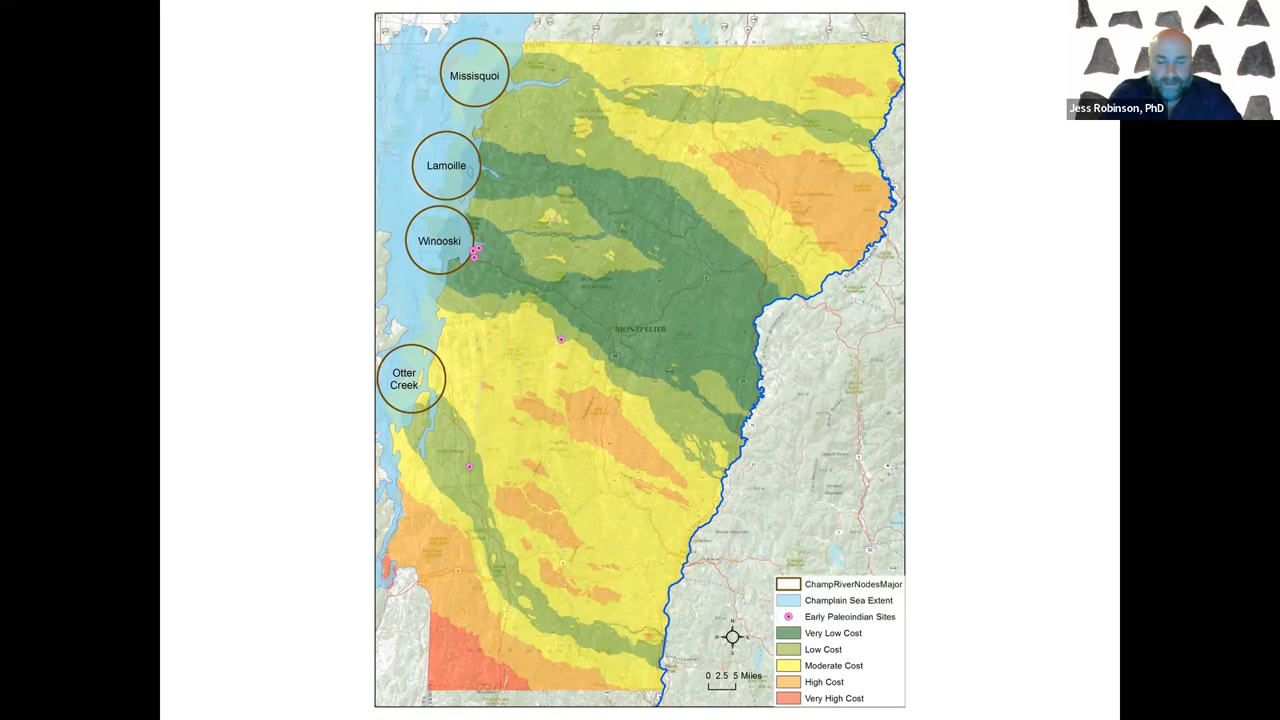 Missisquoi
Lamoille
Winooski
MONTPELIER
Otter
Creek
ChampRiverNodesMajor
Champlain Sea Extent
Early Paleoindian Sites
Very Low Cost
Low Cost
Moderate Cost
High Cost
Very High Cost
N
W
E
S
0 2.5 5 Miles
Jess Robinson, PhD